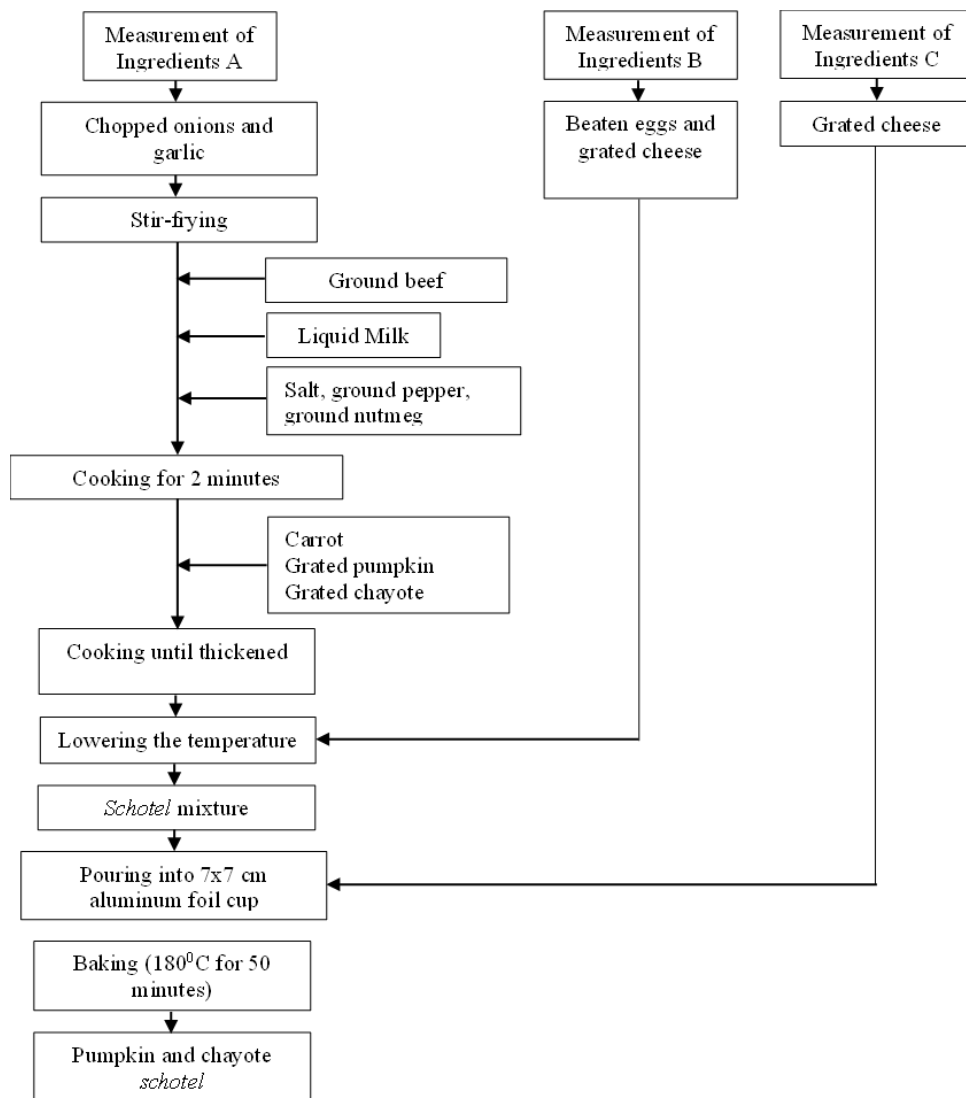 Measurement of
Ingredients A
Measurement of
Ingredients B
Measurement of
Ingredients C
Chopped onions and
garlic
Beaten eggs and
grated cheese
Grated cheese
Stir-frying
Ground beef
Liquid Milk
Salt, ground pepper,
ground nutmeg
Cooking for 2 minutes
Carrot
Grated pumpkin
Grated chayote
Cooking until thickened
Lowering the temperature
Schotel mixture
Pouring into 7x7 cm
aluminum foil cup
Baking (180⁰C for 50
minutes)
Pumpkin and chayote
schotel